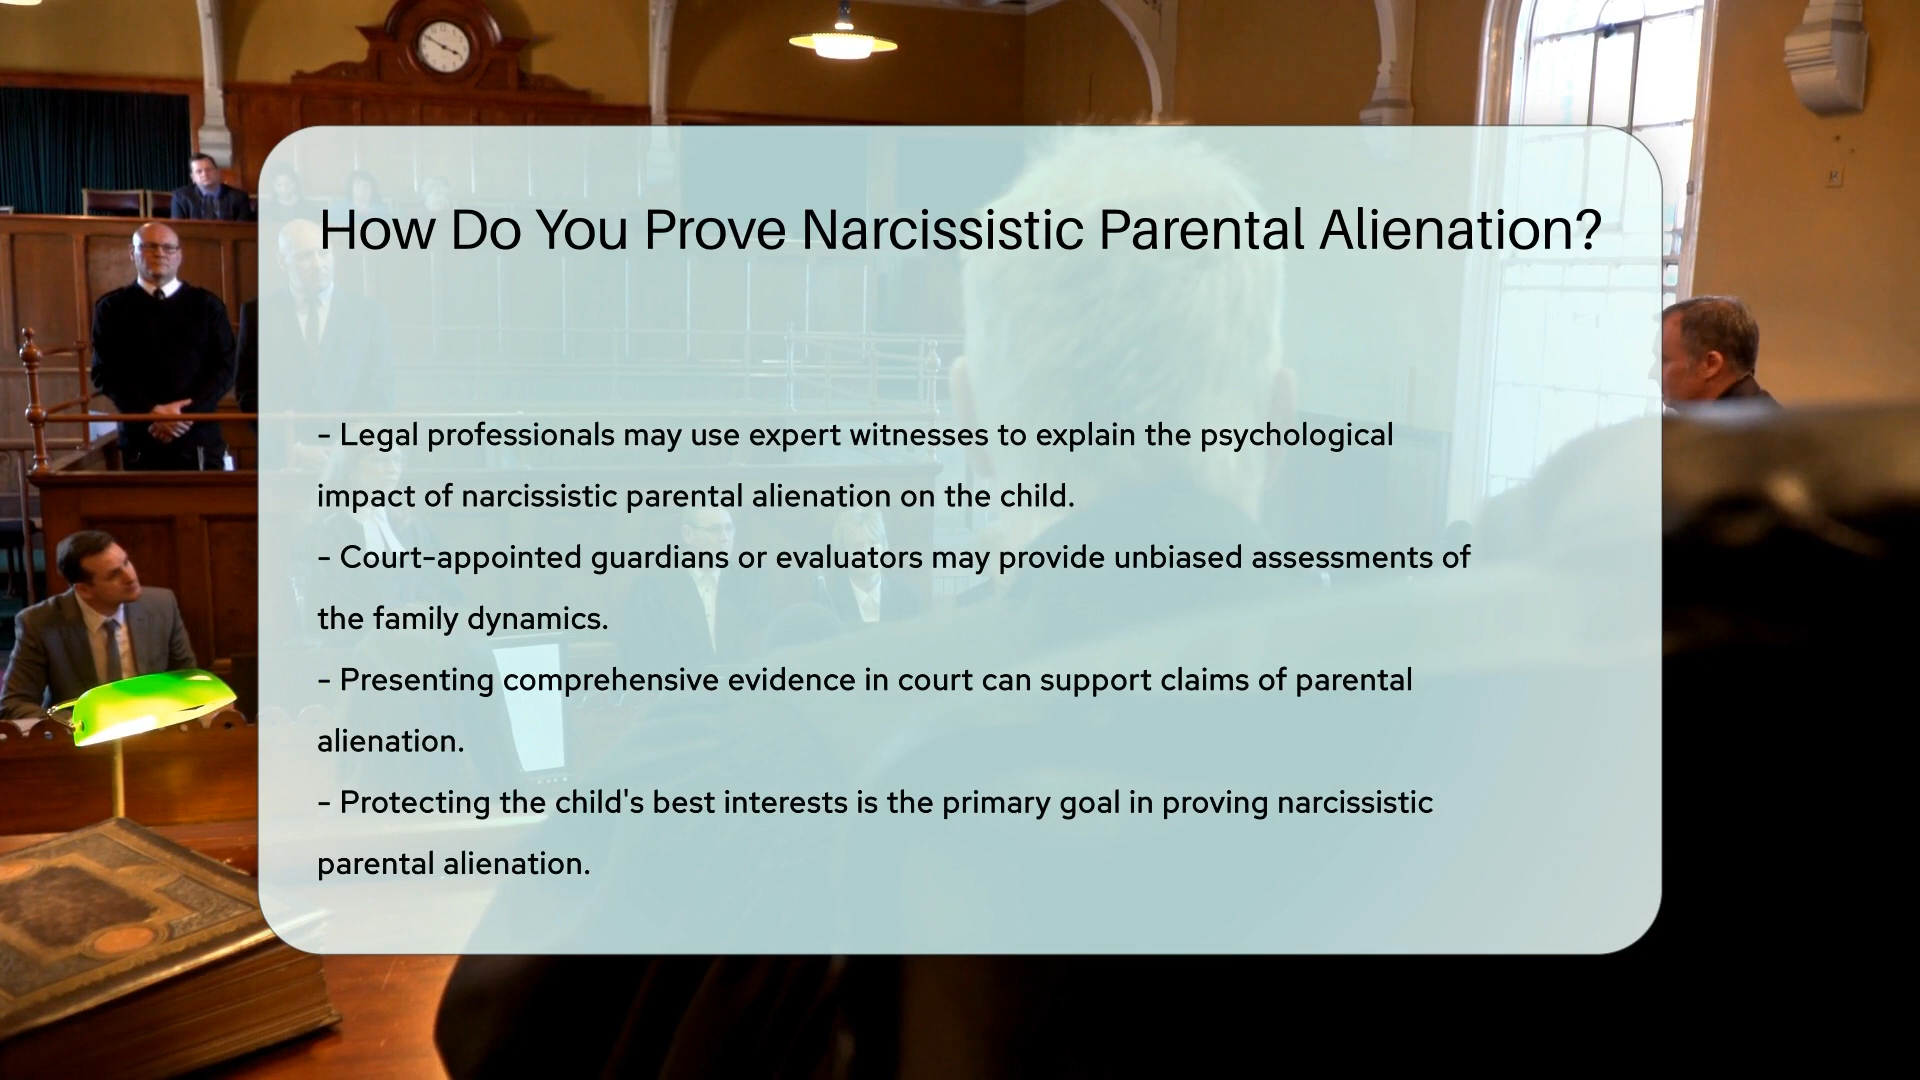 How Do You Prove Narcissistic Parental Alienation?
- Legal professionals may use expert witnesses to explain the psychological
impact of narcissistic parental alienation on the child.
- Court-appointed guardians or evaluators may provide unbiased assessments of
the family dynamics.
- Presenting comprehensive evidence in court can support claims of parental
alienation.
- Protecting the child's best interests is the primary goal in proving narcissistic
parental alienation.